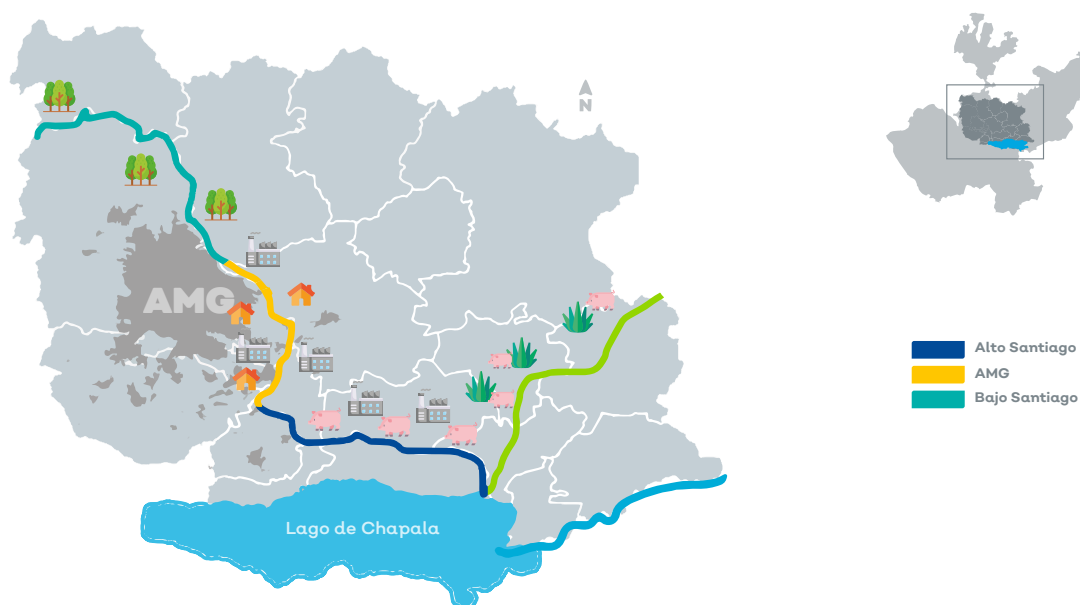 N
AMG
Lago de Chapala
Alto Santiago
AMG
Bajo Santiago